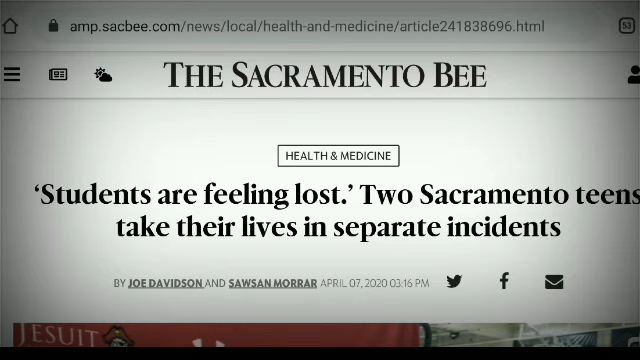 amp.sacbee.com/news/local/health-and-medicine/article241838696.html
53
THE SACRAMENTO BEE
HEALTH & MEDICINE
‘Students are feeling lost.’ Two Sacramento teens
take their lives in separate incidents
BY JOE DAVIDSON AND SAWSAN MORRAR APRIL 07, 2020 03:16 PM
JESUIT